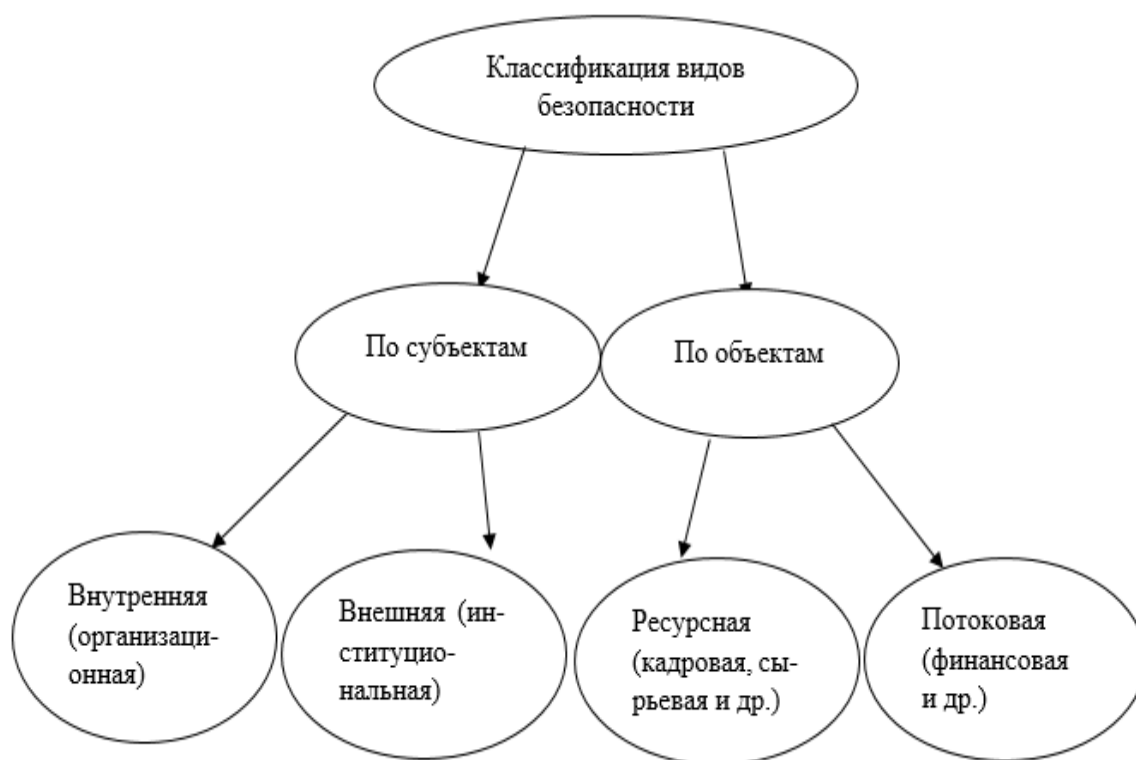 Классификация видов
безопасности
По субъектам
По объектам
Внутренняя
(организаци-
онная)
Внешняя (ин-
ституцио-
нальная)
Ресурсная
(кадровая, сы-
рьевая и др.)
Потоковая
(финансовая
и др.)